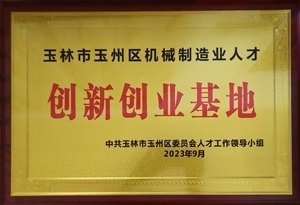 玉林市玉州区机械制造业人才
创新创业基地
中共玉林市玉州区委员会人才工作领导小组
2023年9月